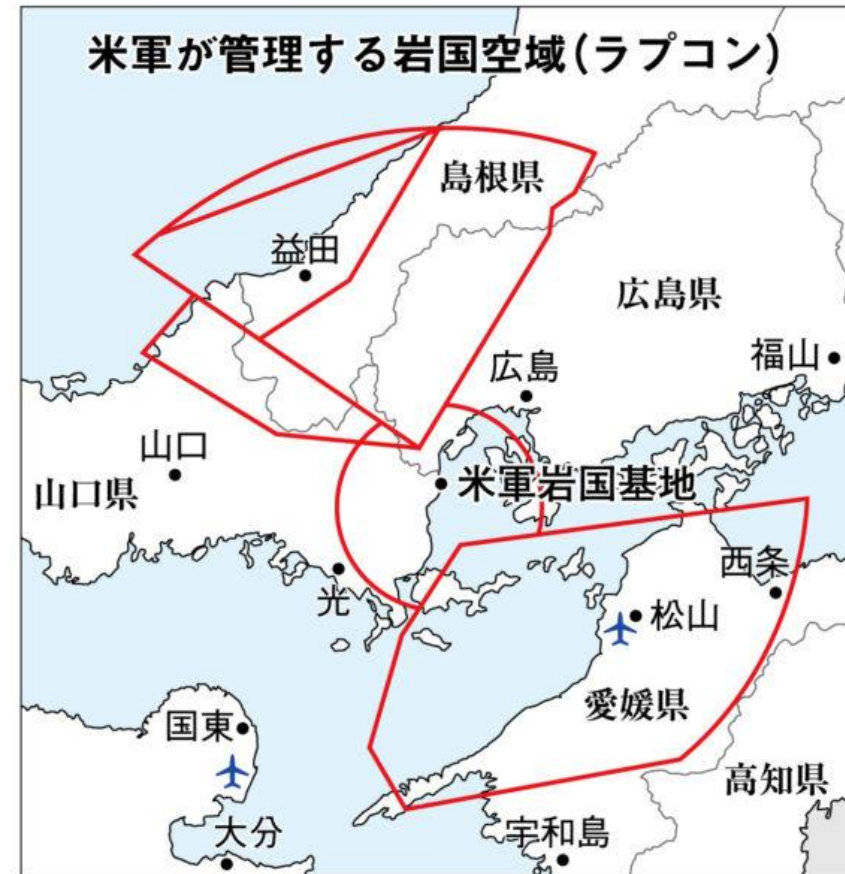 米軍が管理する岩国空域（ラプコン）
島根県
益田
広島県
福山
広島
山口
山口県
米軍岩国基地
光
西条
松山
愛媛県
国東
高知県
大分
宇和島